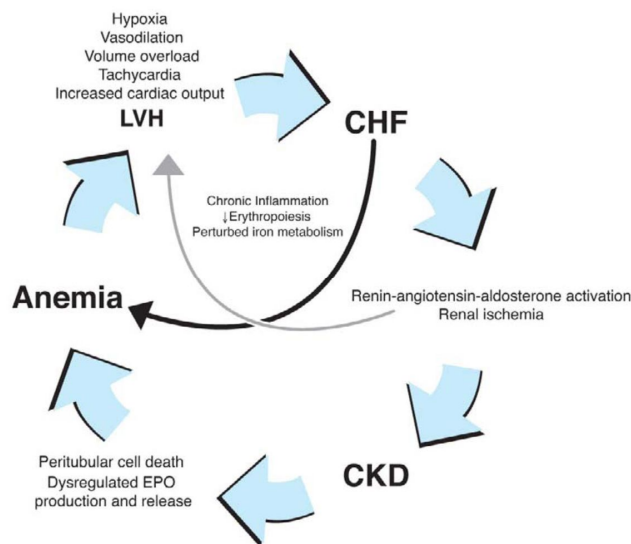 Hypoxia
Vasodilation
Volume overload
Tachycardia
Increased cardiac output
LVH
CHF
Chronic Inflammation
↓Erythropoiesis
Perturbed iron metabolism
Anemia
Renin-angiotensin-aldosterone activation
Renal ischemia
Peritubular cell death
Dysregulated EPO
production and release
CKD